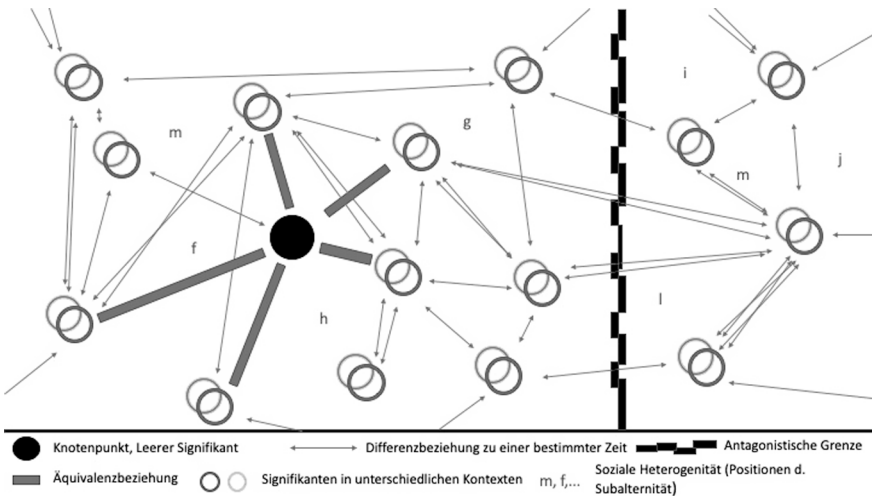 i
g
m
j
m
f
l
h
Knotenpunkt, Leerer Signifikant
Differenzbeziehung zu einer bestimmter Zeit
Antagonistische Grenze
Äquivalenzbeziehung
Signifikanten in unterschiedlichen Kontexten
m, f,...
Soziale Heterogenität (Positionen d.
Subalternität)